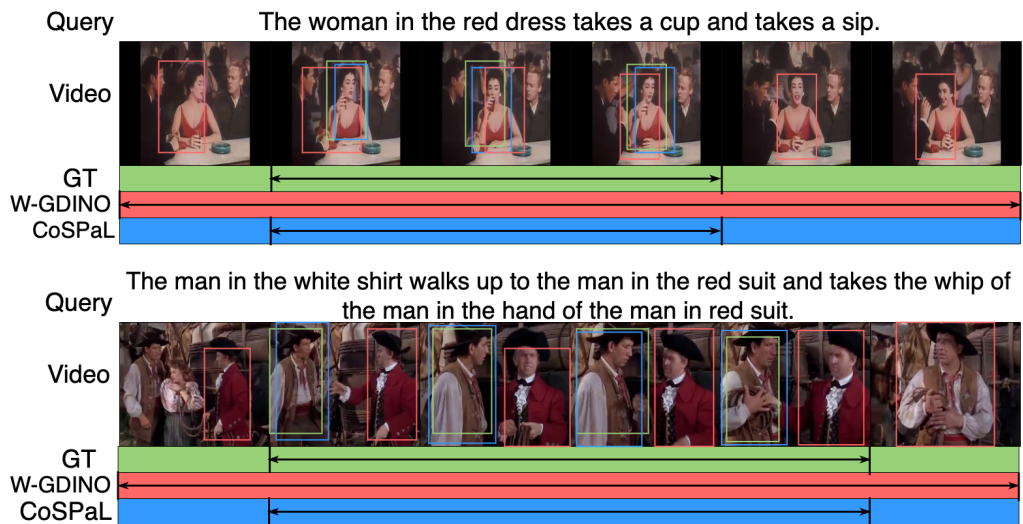 Query The woman in the red dress takes a cup and takes a sip.
Video
GT
W-GDINO
CoSPaL
The man in the white shirt walks up to the man in the red suit and takes the whip of
Query the man in the hand of the man in red suit.
Video
GT
W-GDINO
CoSPaL